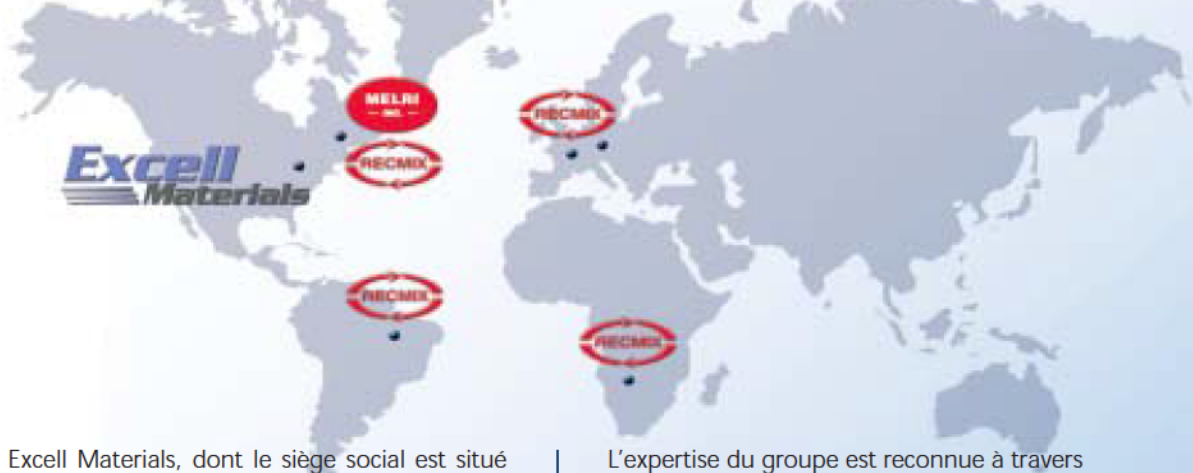 MELRI
INC.
RECMIX
RECMIX
Excell
Materials
RECMIX
RECMIX
Excell Materials, dont le siège social est situé
L'expertise du groupe est reconnue à travers